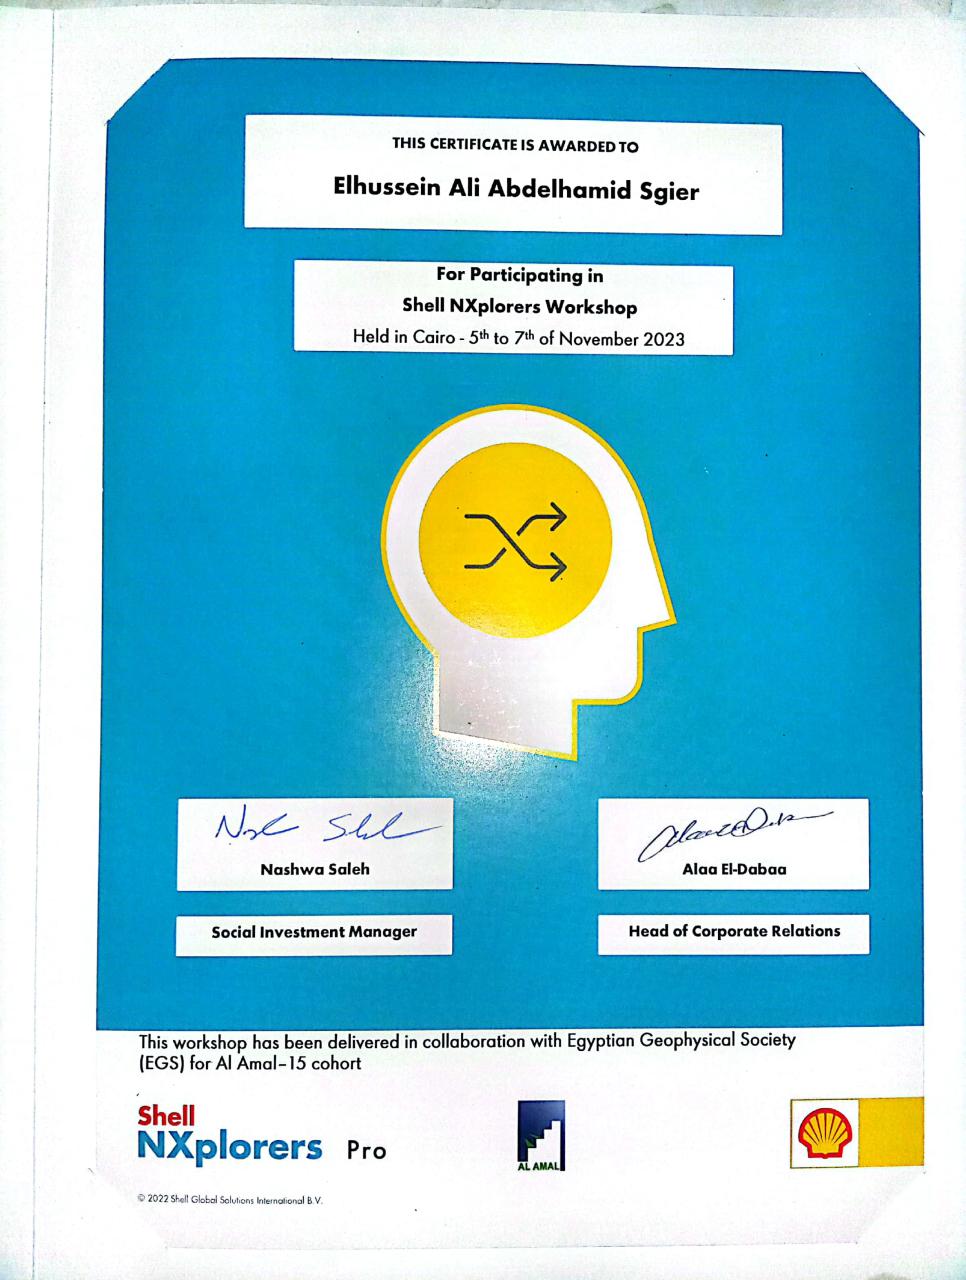 THIS CERTIFICATE IS AWARDED TO
Elhussein Ali Abdelhamid Sgier
For Participating in
Shell NXplorers Workshop
Held in Cairo - 5th to 7th of November 2023
Nashwa Saleh
Social Investment Manager
Alaa El-Dabaa
Head of Corporate Relations
This workshop has been delivered in collaboration with Egyptian Geophysical Society
(EGS) for Al Amal-15 cohort
Shell
NXplorers Pro
AL AMAL
© 2022 Shell Global Solutions International B.V.